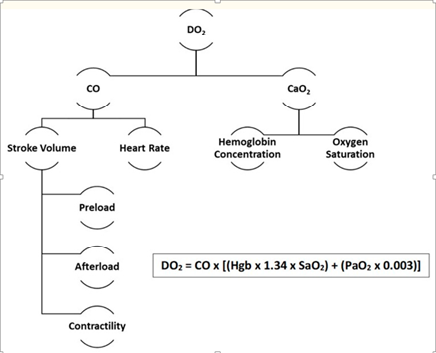 DO₂
CO
CaO₂
Stroke Volume
Heart Rate
Hemoglobin
Concentration
Oxygen
Saturation
Preload
Afterload
Contractility
DO₂ = CO x [(Hgb x 1.34 x SaO₂) + (PaO₂ x 0.003)]